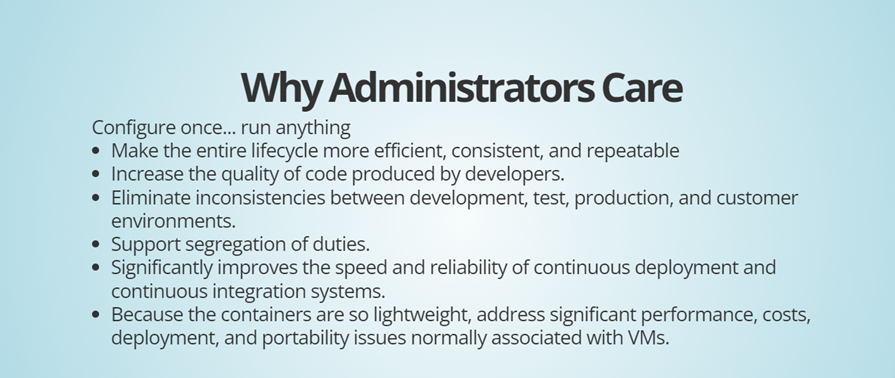 Why Administrators Care
Configure once... run anything
• Make the entire lifecycle more efficient, consistent, and repeatable
• Increase the quality of code produced by developers.
• Eliminate inconsistencies between development, test, production, and customer
environments.
• Support segregation of duties.
• Significantly improves the speed and reliability of continuous deployment and
continuous integration systems.
• Because the containers are so lightweight, address significant performance, costs,
deployment, and portability issues normally associated with VMs.